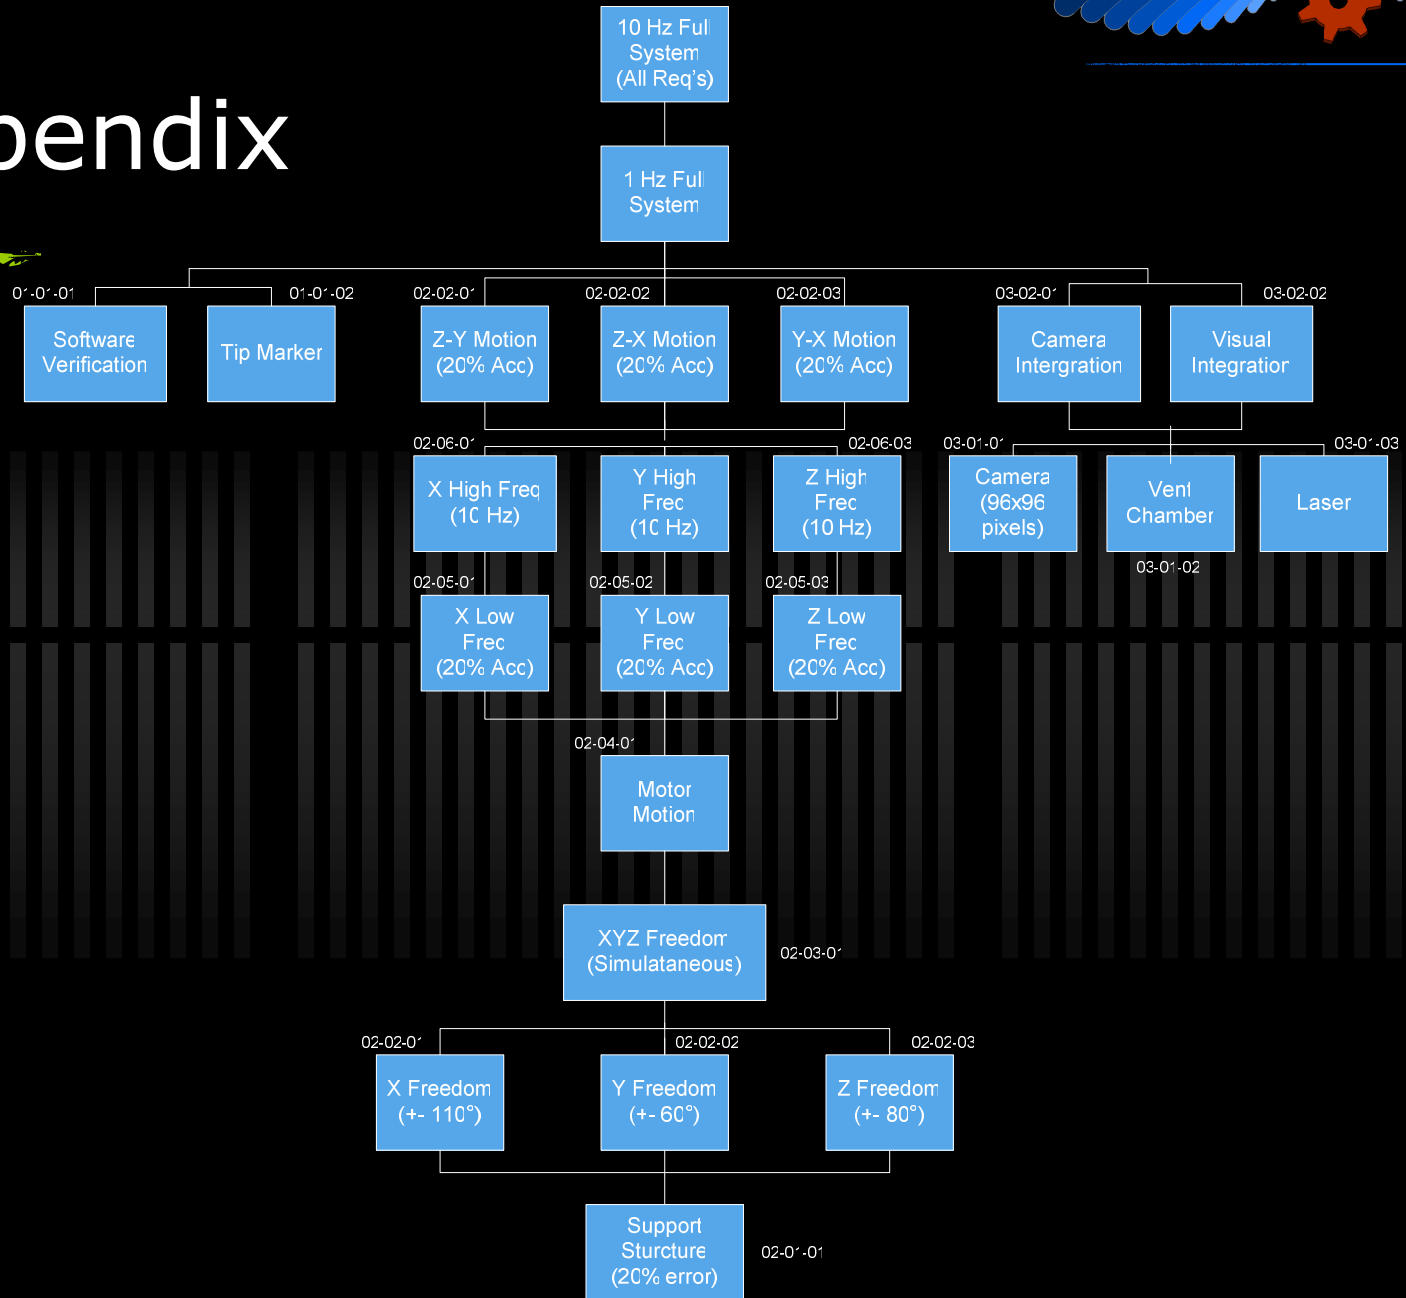 10 Hz Full
System
(All Req's)
pendix
1 Hz Full
System
01-01-01
01-01-02
02-02-01
02-02-02
02-02-03
03-02-01
03-02-02
Software
Verification
Tip Marker
Z-Y Motion
(20% Acc)
Z-X Motion
(20% Acc)
Y-X Motion
(20% Acc)
Camera
Intergration
Visual
Integration
02-06-01
02-06-03
03-01-01
03-01-03
X High Freq
(10 Hz)
Y High
Freq
(10 Hz)
Z High
Freq
(10 Hz)
Camera
(96x96
pixels)
Vent
Chamber
Laser
03-01-02
02-05-01
02-05-02
02-05-03
X Low
Freq
(20% Acc)
Y Low
Freq
(20% Acc)
Z Low
Freq
(20% Acc)
02-04-01
Motor
Motion
XYZ Freedom
(Simulataneous)
02-03-01
02-02-01
02-02-02
02-02-03
X Freedom
(+- 110°)
Y Freedom
(+- 60°)
Z Freedom
(+- 80°)
Support
Sturcture
(20% error)
02-01-01